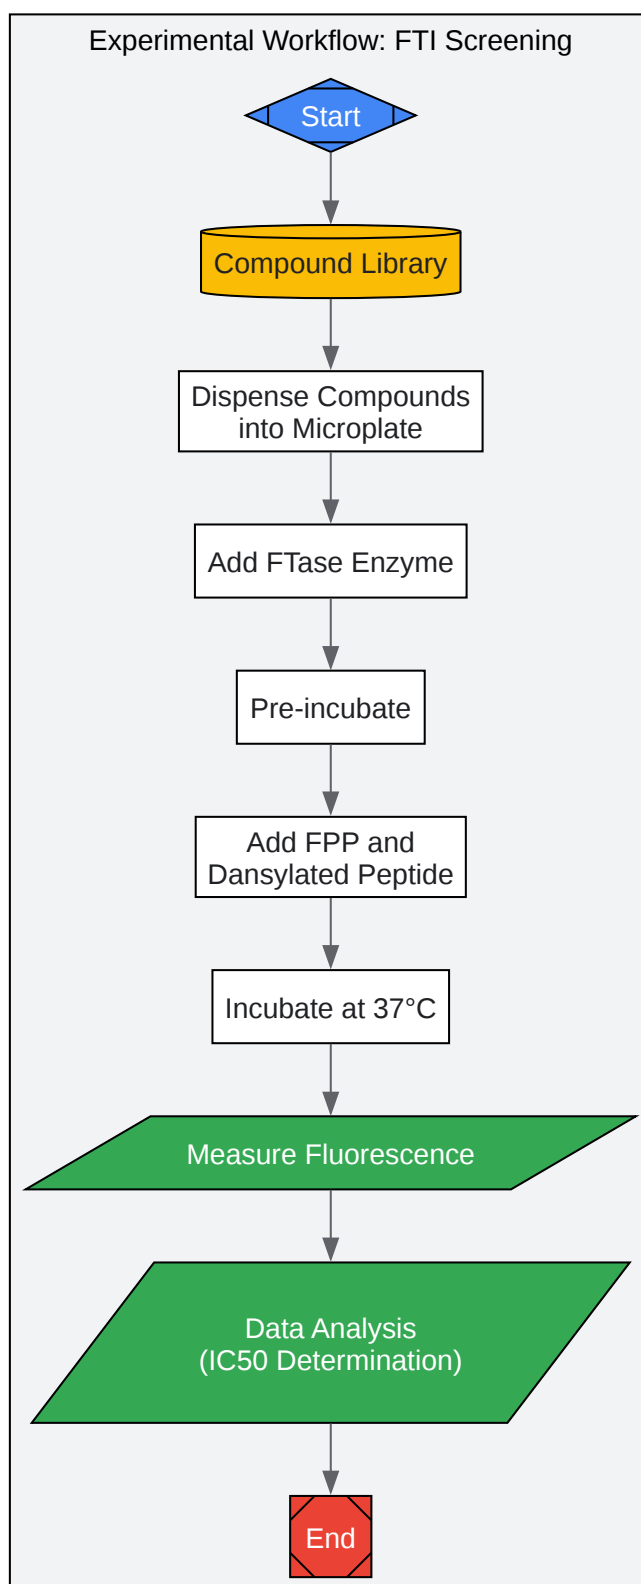 Experimental Workflow: FTI Screening
Start
Compound Library
Dispense Compounds
into Microplate
Add FTase Enzyme
Pre-incubate
Add FPP and
Dansylated Peptide
Incubate at 37°C
Measure Fluorescence
Data Analysis
(IC50 Determination)
End